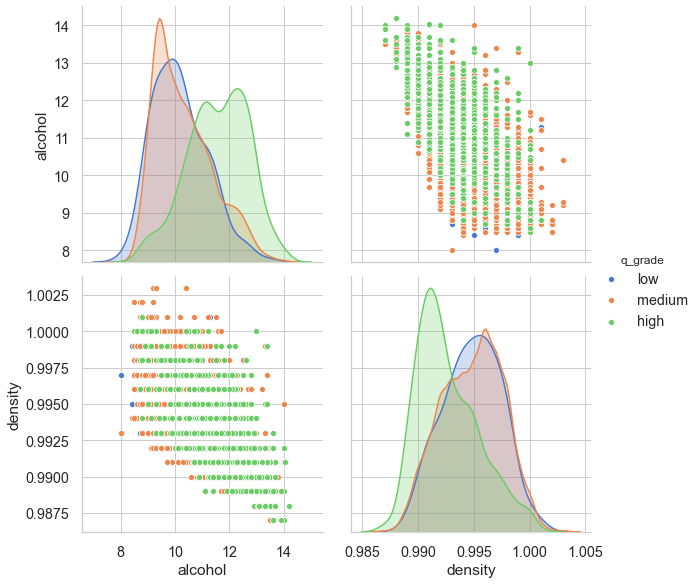 14
13
12
11
10
9
8
alcohol
q_grade
low
medium
high
1.0025
1.0000
0.9975
0.9950
0.9925
0.9900
0.9875
density
8 10 12 14
alcohol
0.985 0.990 0.995 1.000 1.005
density